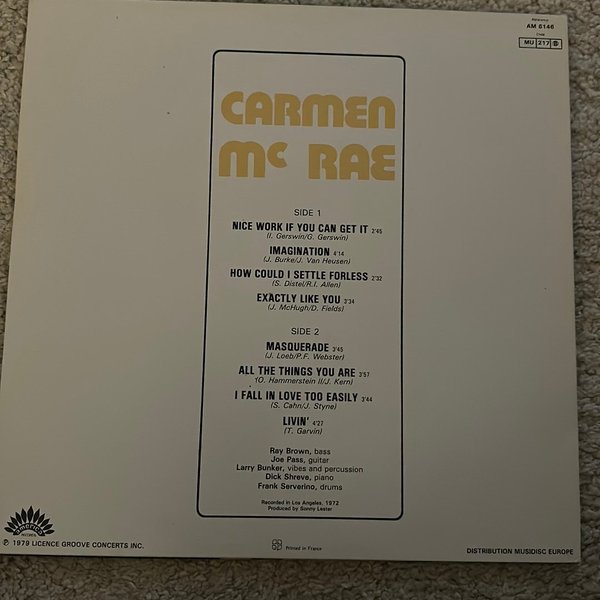 AM 6146
MU 217
CARMEN
Mc RAE
SIDE 1
NICE WORK IF YOU CAN GET IT 2'45
(I. Gerswin/G. Gerswin)
IMAGINATION 4'14
(J. Burke/J. Van Heusen)
HOW COULD I SETTLE FORLESS 2'32
(S. Distel/R.I. Allen)
EXACTLY LIKE YOU 3'34
(J. McHugh/D. Fields)
SIDE 2
MASQUERADE 3'45
(J. Loeb/P.F. Webster)
ALL THE THINGS YOU ARE 3'57
(O. Hammerstein II/J. Kern)
I FALL IN LOVE TOO EASILY 3'44
(S. Cahn/J. Styne)
LIVIN' 4'27
(T. Garvin)
Ray Brown, bass
Joe Pass, guitar
Larry Bunker, vibes and percussion
Dick Shreve, piano
Frank Serverino, drums
Recorded in Los Angeles, 1972
Produced by Sonny Lester
america
RECORDS
℗ 1979 LICENCE GROOVE CONCERTS INC.
Printed in France
DISTRIBUTION MUSIDISC EUROPE